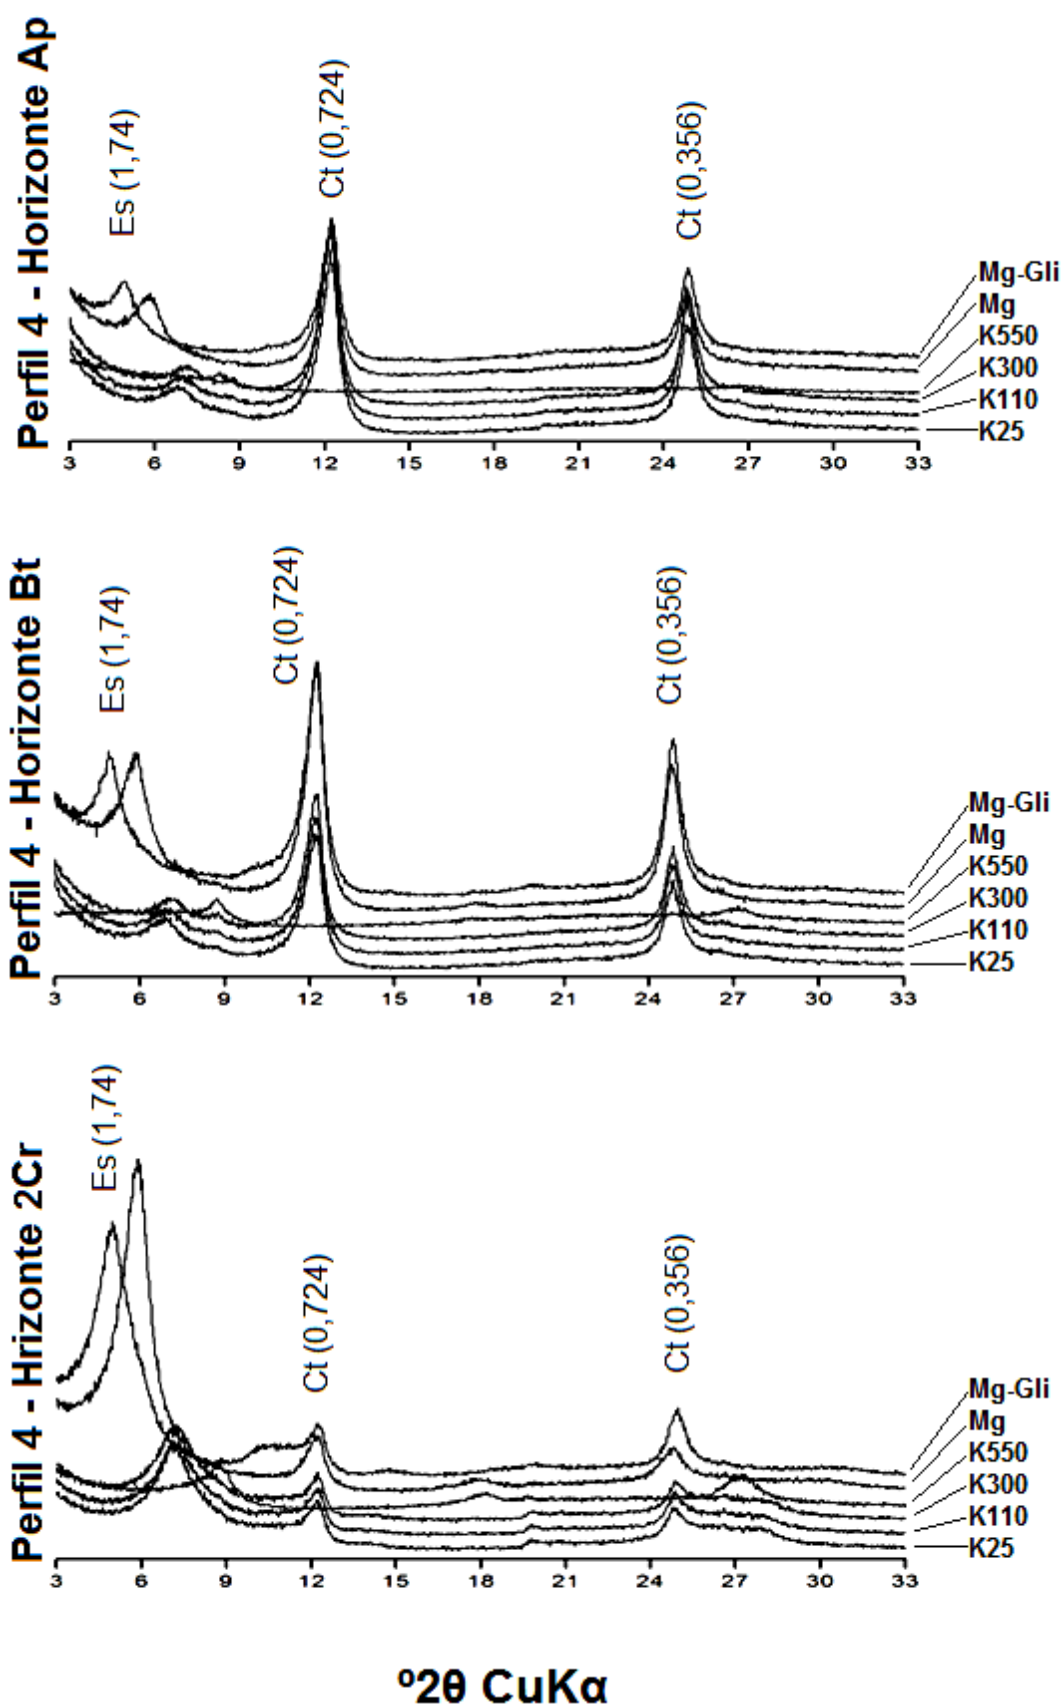 Perfil 4 - Horizonte Ap
Es (1,74)
Ct (0,724)
Ct (0,356)
Mg-Gli
Mg
K550
K300
K110
K25
3 6 9 12 15 18 21 24 27 30 33
Perfil 4 - Horizonte Bt
Es (1,74)
Ct (0,724)
Ct (0,356)
Mg-Gli
Mg
K550
K300
K110
K25
3 6 9 12 15 18 21 24 27 30 33
Perfil 4 - Hrizonte 2Cr
Es (1,74)
Ct (0,724)
Ct (0,356)
Mg-Gli
Mg
K550
K300
K110
K25
3 6 9 12 15 18 21 24 27 30 33
º2θ CuKα